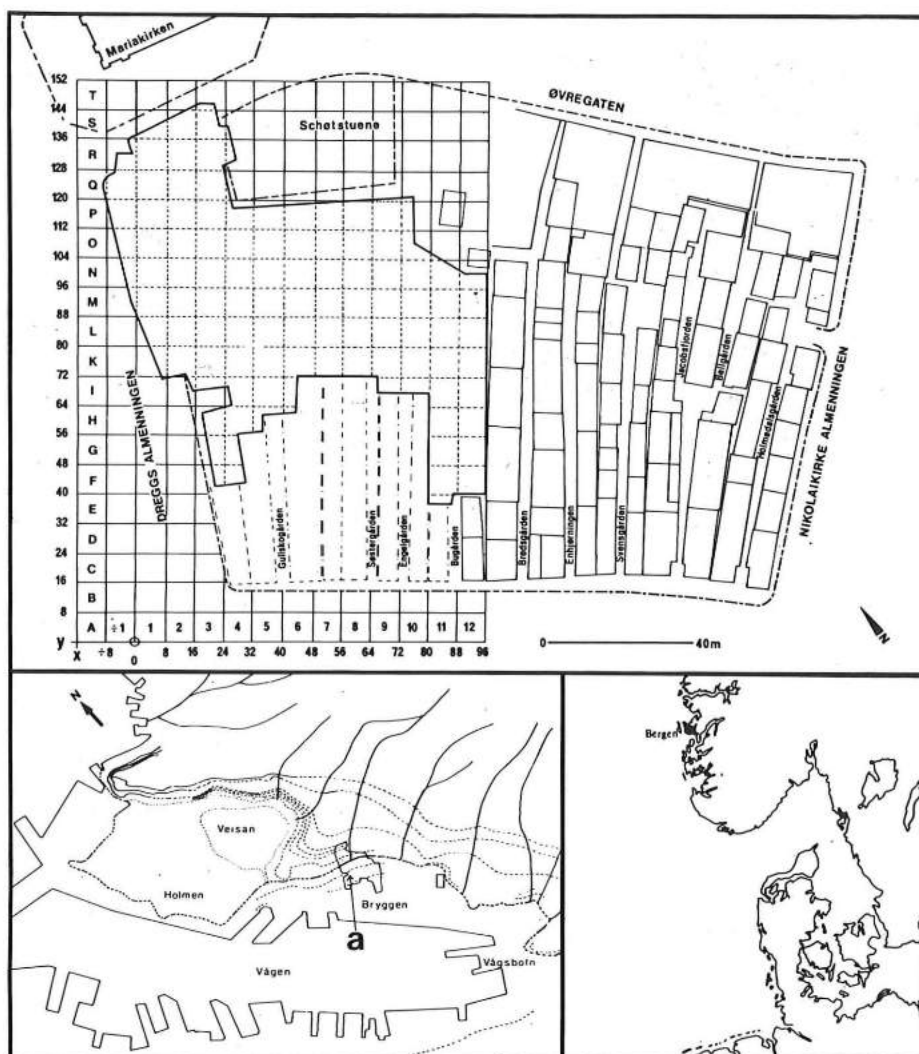 Mariakirken
ØVREGATEN
Schøtstuene
152
T
144
S
136
R
128
Q
120
P
112
O
104
N
96
M
88
L
80
K
72
I
64
H
56
G
48
F
40
E
32
D
24
C
16
B
8
A
÷1 1 2 3 4 5 6 7 8 9 10 11 12
y
x ÷8 0 8 16 24 32 40 48 56 64 72 80 88 96
DREGGS ALMENNINGEN
Gullskogården
Søstergården
Engelgården
Bugården
Bredsgården
Enhjørningen
Svensgården
Jacobsfjorden
Bellgården
Holmedalsgården
NIKOLAIKIRKE ALMENNINGEN
0 40m
N
N
Veisan
Holmen
Bryggen
a
Vågen
Vågsbotn
Bergen